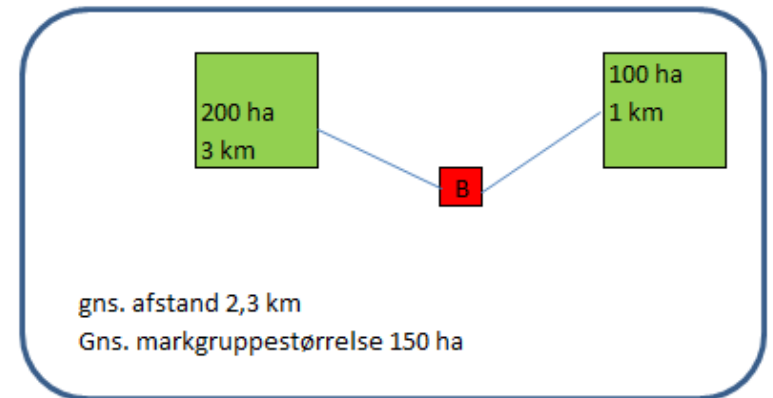 200 ha
3 km
100 ha
1 km
B
gns. afstand 2,3 km
Gns. markgruppestørrelse 150 ha